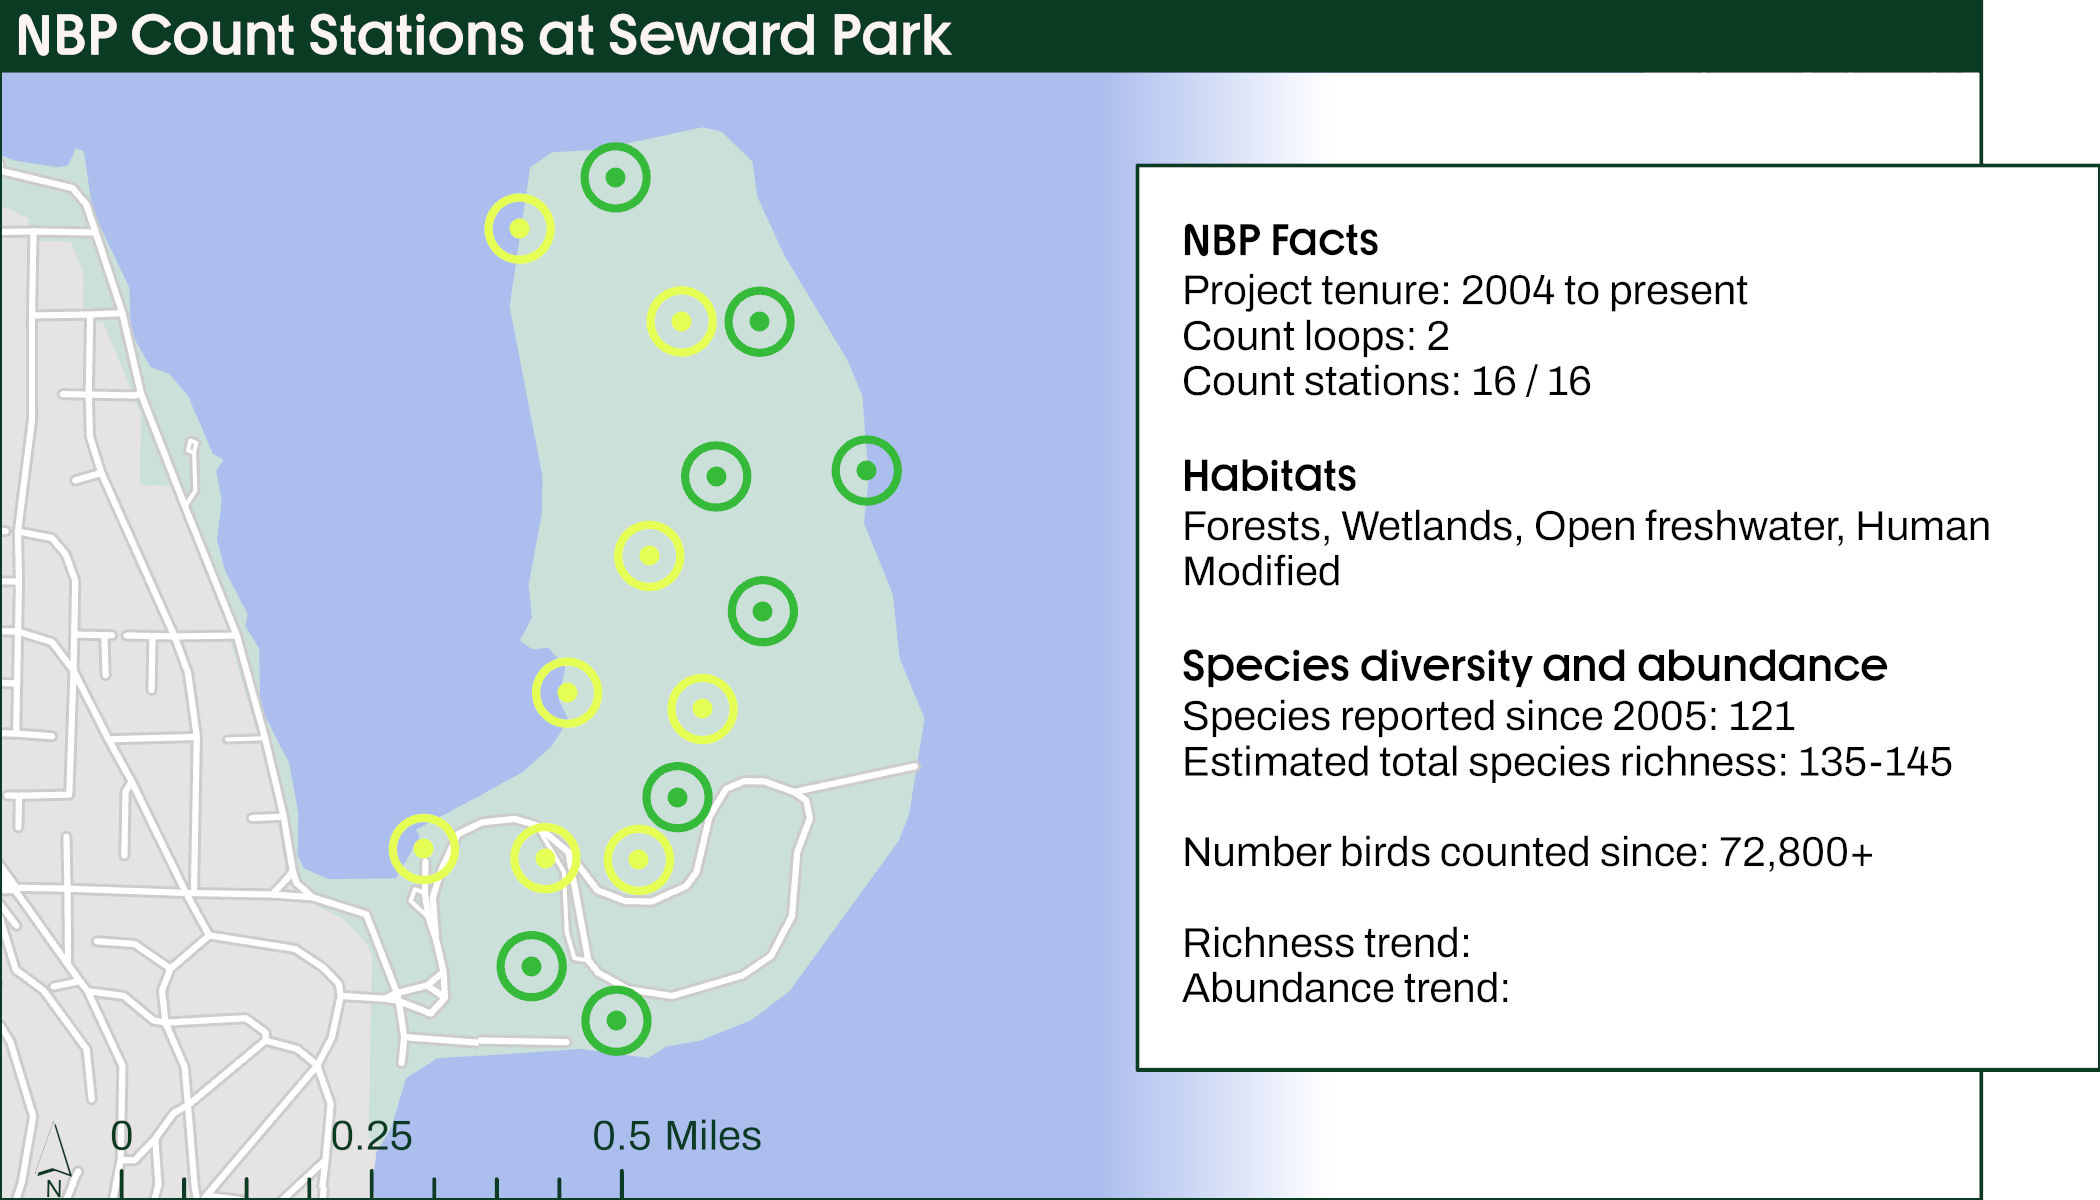 NBP Count Stations at Seward Park
NBP Facts
Project tenure: 2004 to present
Count loops: 2
Count stations: 16 / 16
Habitats
Forests, Wetlands, Open freshwater, Human
Modified
Species diversity and abundance
Species reported since 2005: 121
Estimated total species richness: 135-145
Number birds counted since: 72,800+
Richness trend:
Abundance trend:
0 0.25 0.5 Miles
N